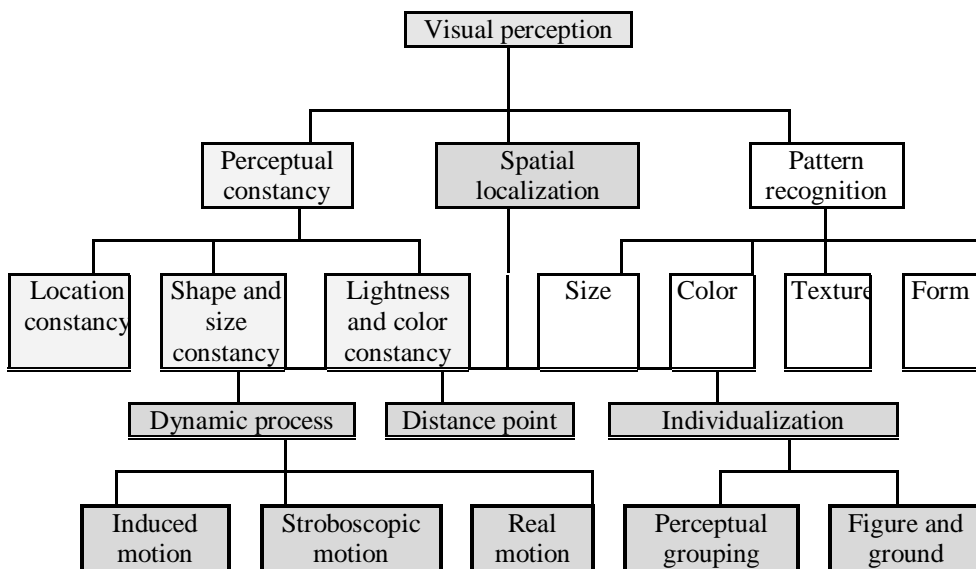 Visual perception
Perceptual
constancy
Spatial
localization
Pattern
recognition
Location
constancy
Shape and
size
constancy
Lightness
and color
constancy
Size
Color
Texture
Form
Dynamic process
Distance point
Individualization
Induced
motion
Stroboscopic
motion
Real
motion
Perceptual
grouping
Figure and
ground